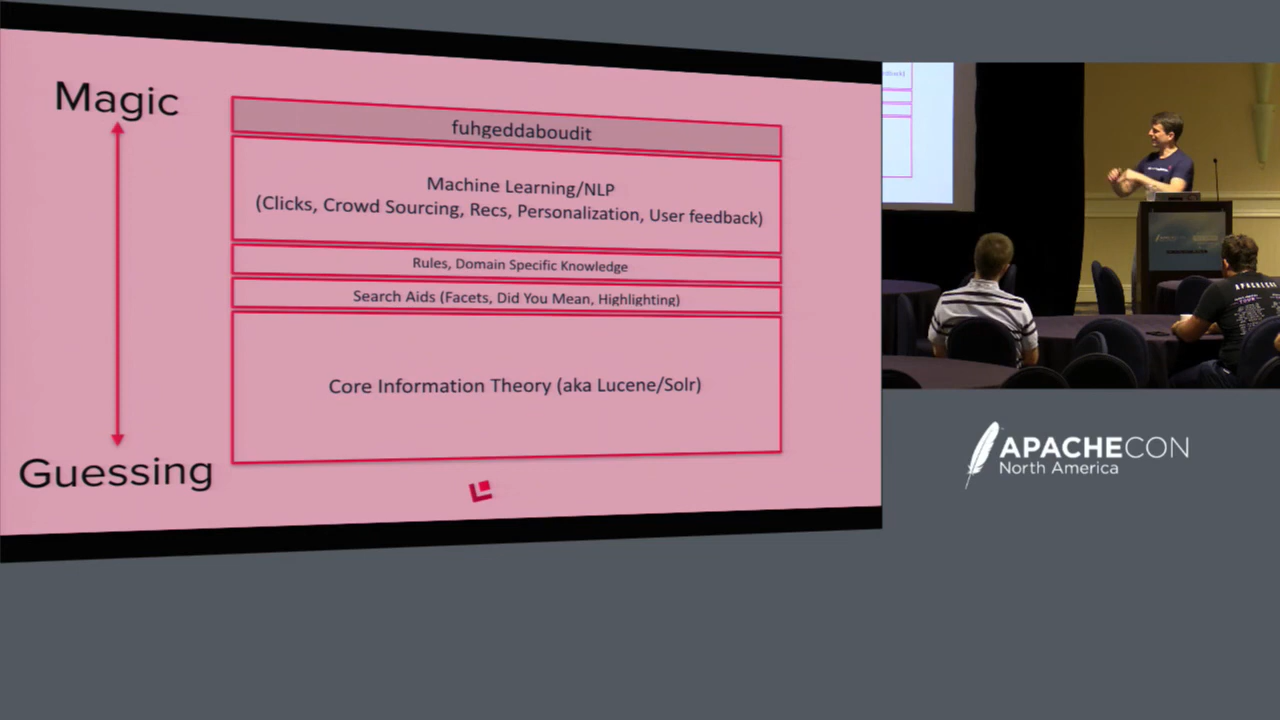 Magic
fuhgeddaboudit
Machine Learning/NLP
(Clicks, Crowd Sourcing, Recs, Personalization, User feedback)
Rules, Domain Specific Knowledge
Search Aids (Facets, Did You Mean, Highlighting)
Core Information Theory (aka Lucene/Solr)
Guessing
APACHECON
North America